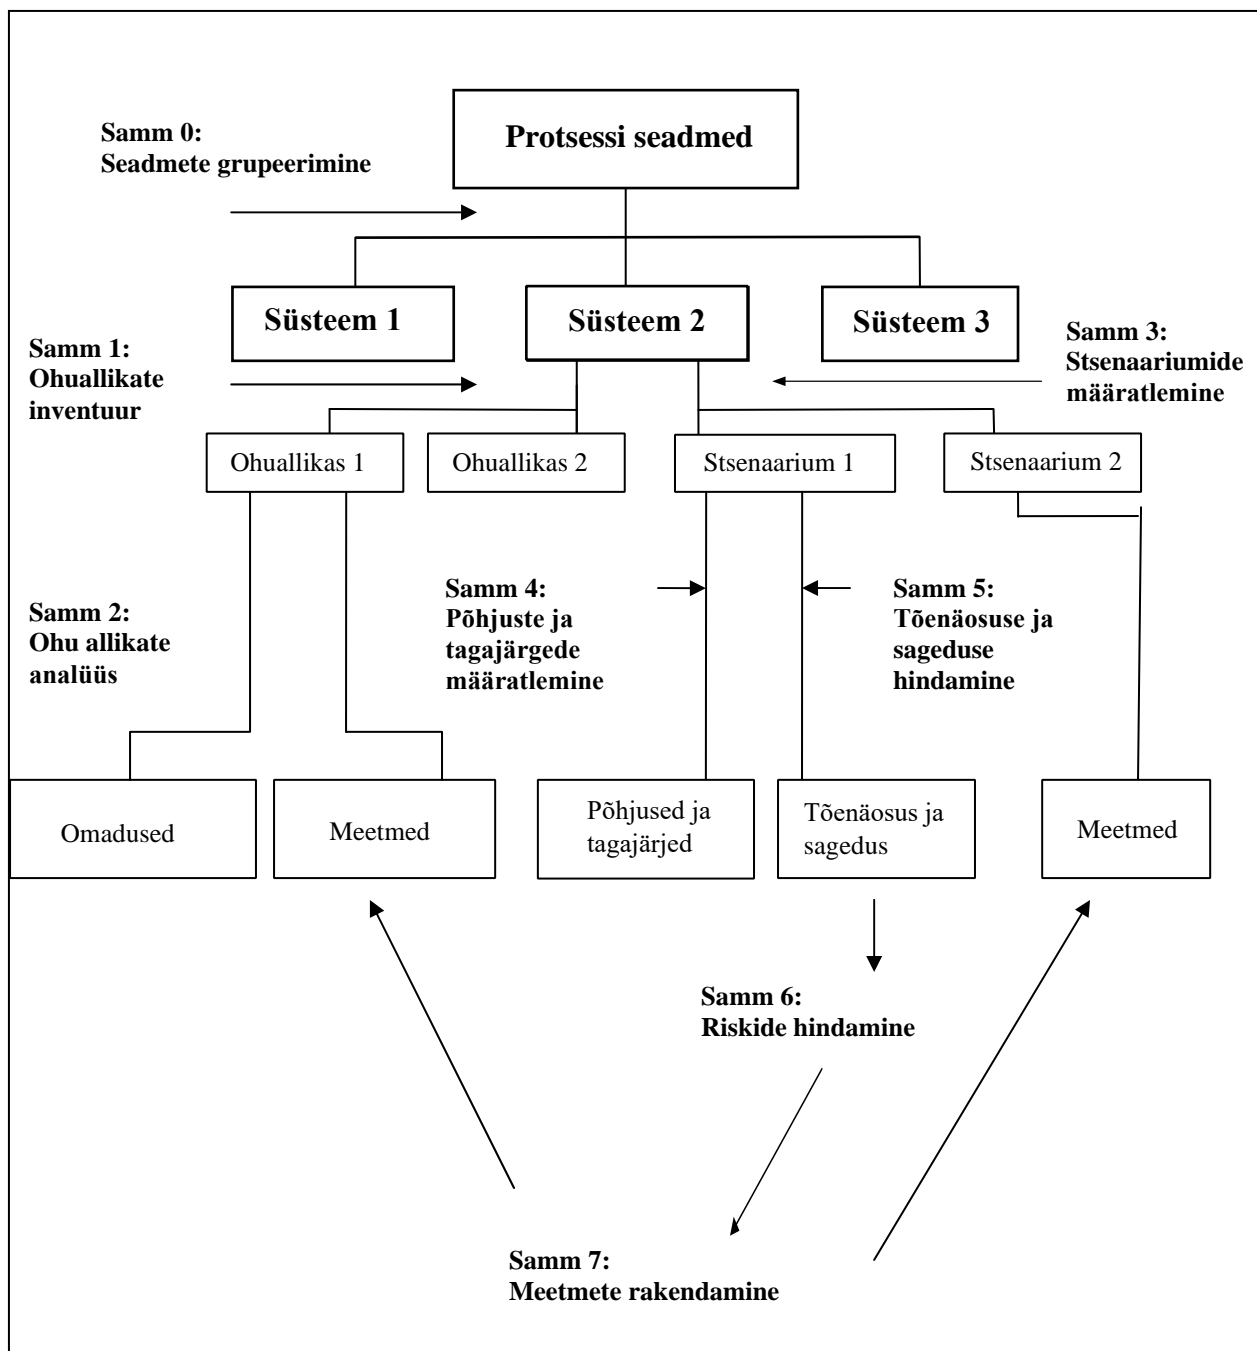 Protsessi seadmed
Samm 0:
Seadmete grupeerimine
Süsteem 1
Süsteem 2
Süsteem 3
Samm 1:
Ohuallikate
inventuur
Samm 3:
Stsenaariumide
määratlemine
Ohuallikas 1
Ohuallikas 2
Stsenaarium 1
Stsenaarium 2
Samm 2:
Ohu allikate
analüüs
Samm 4:
Põhjuste ja
tagajärgede
määratlemine
Samm 5:
Tõenäosuse ja
sageduse
hindamine
Omadused
Meetmed
Põhjused ja
tagajärjed
Tõenäosus ja
sagedus
Meetmed
Samm 6:
Riskide hindamine
Samm 7:
Meetmete rakendamine